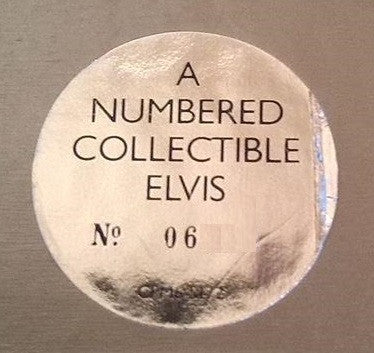 A
NUMBERED
COLLECTIBLE
ELVIS
Nº 06